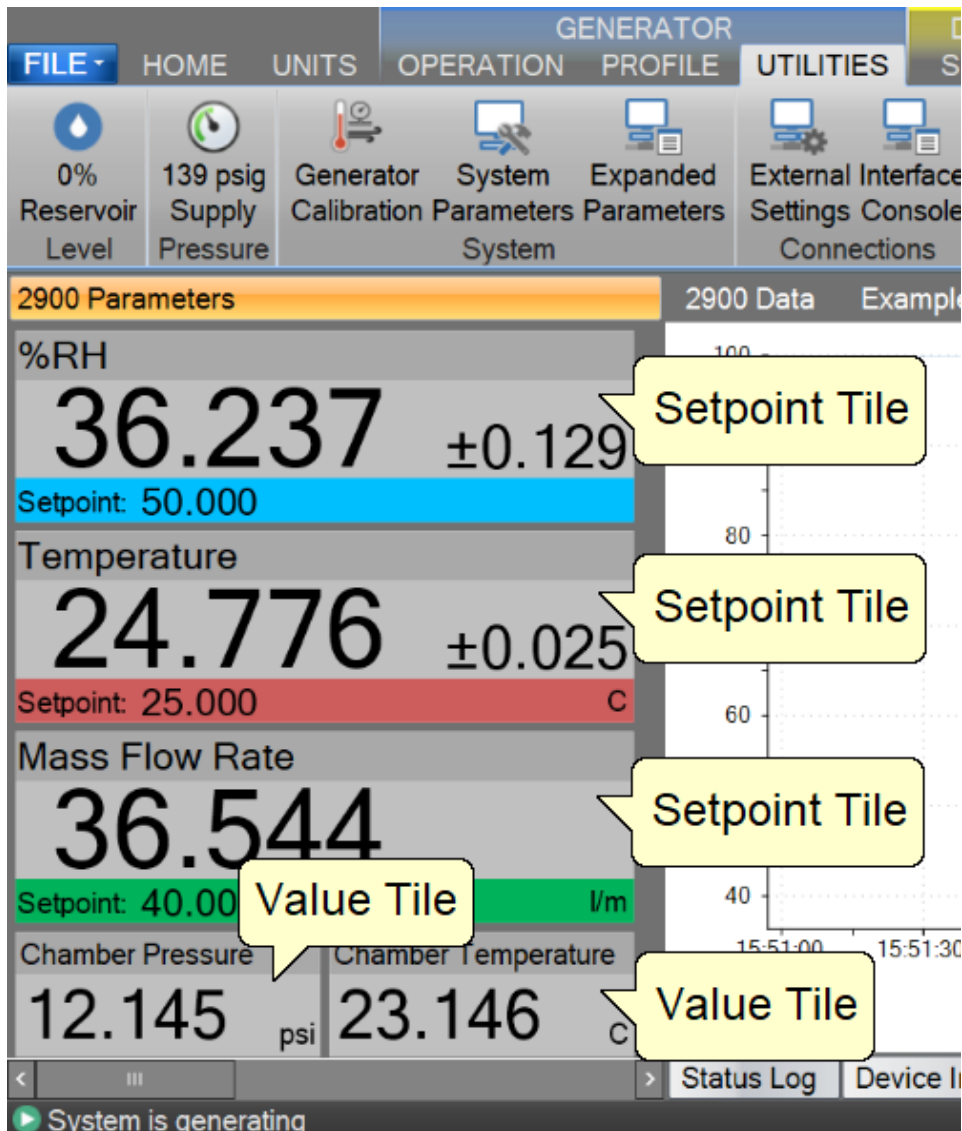 GENERATOR
FILE HOME UNITS OPERATION PROFILE UTILITIES
0%
Reservoir
Level
139 psig
Supply
Pressure
Generator
Calibration
System
Parameters
Expanded
Parameters
System
External
Settings
Interface
Console
Connections
2900 Parameters
2900 Data Example
%RH
36.237 ±0.129
Setpoint: 50.000
Setpoint Tile
Temperature
24.776 ±0.025
Setpoint: 25.000 C
Setpoint Tile
Mass Flow Rate
36.544
Setpoint: 40.00 l/m
Setpoint Tile
Value Tile
Chamber Pressure
12.145 psi
Chamber Temperature
23.146 C
Value Tile
100
80
60
40
15:51:00 15:51:30
Status Log Device
System is generating